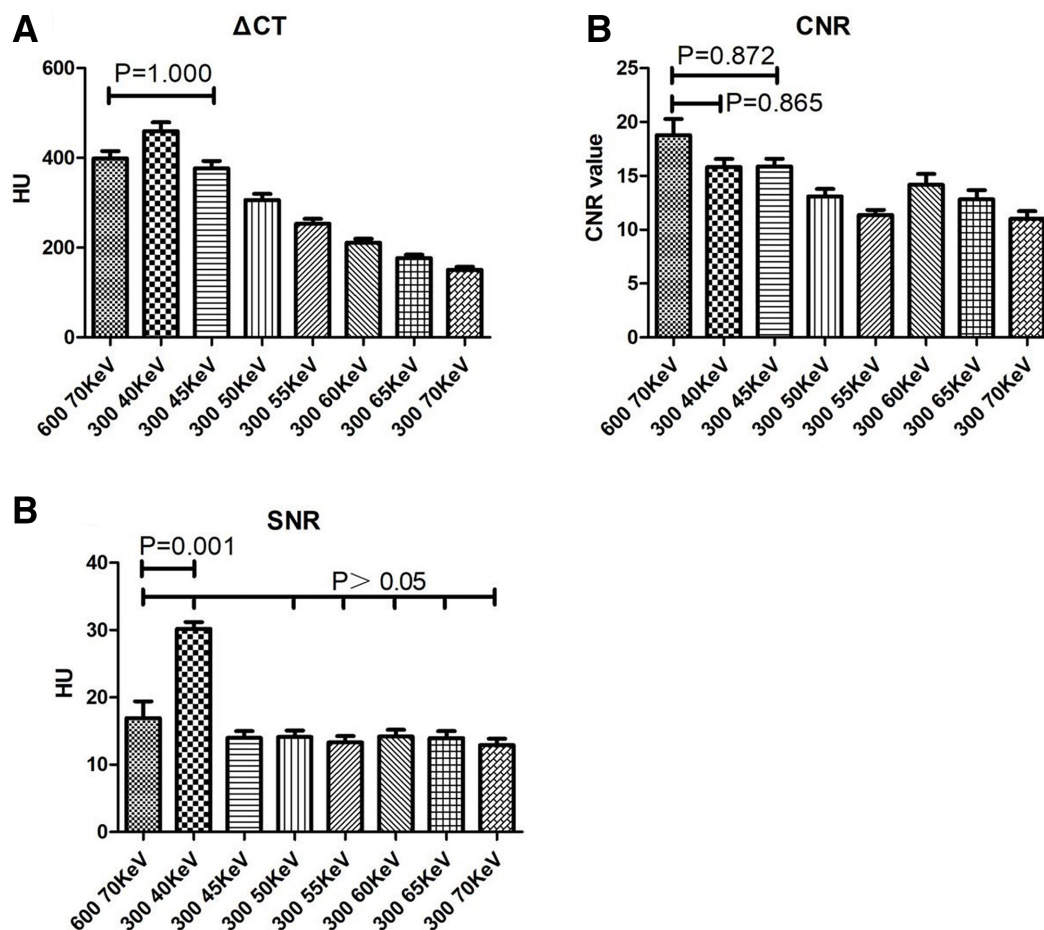 A
ΔCT
P=1.000
HU
600
400
200
0
600 70KeV
300 40KeV
300 45KeV
300 50KeV
300 55KeV
300 60KeV
300 65KeV
300 70KeV
B
CNR
P=0.872
P=0.865
CNR value
25
20
15
10
5
0
600 70KeV
300 40KeV
300 45KeV
300 50KeV
300 55KeV
300 60KeV
300 65KeV
300 70KeV
B
SNR
P=0.001
P> 0.05
HU
40
30
20
10
0
600 70KeV
300 40KeV
300 45KeV
300 50KeV
300 55KeV
300 60KeV
300 65KeV
300 70KeV